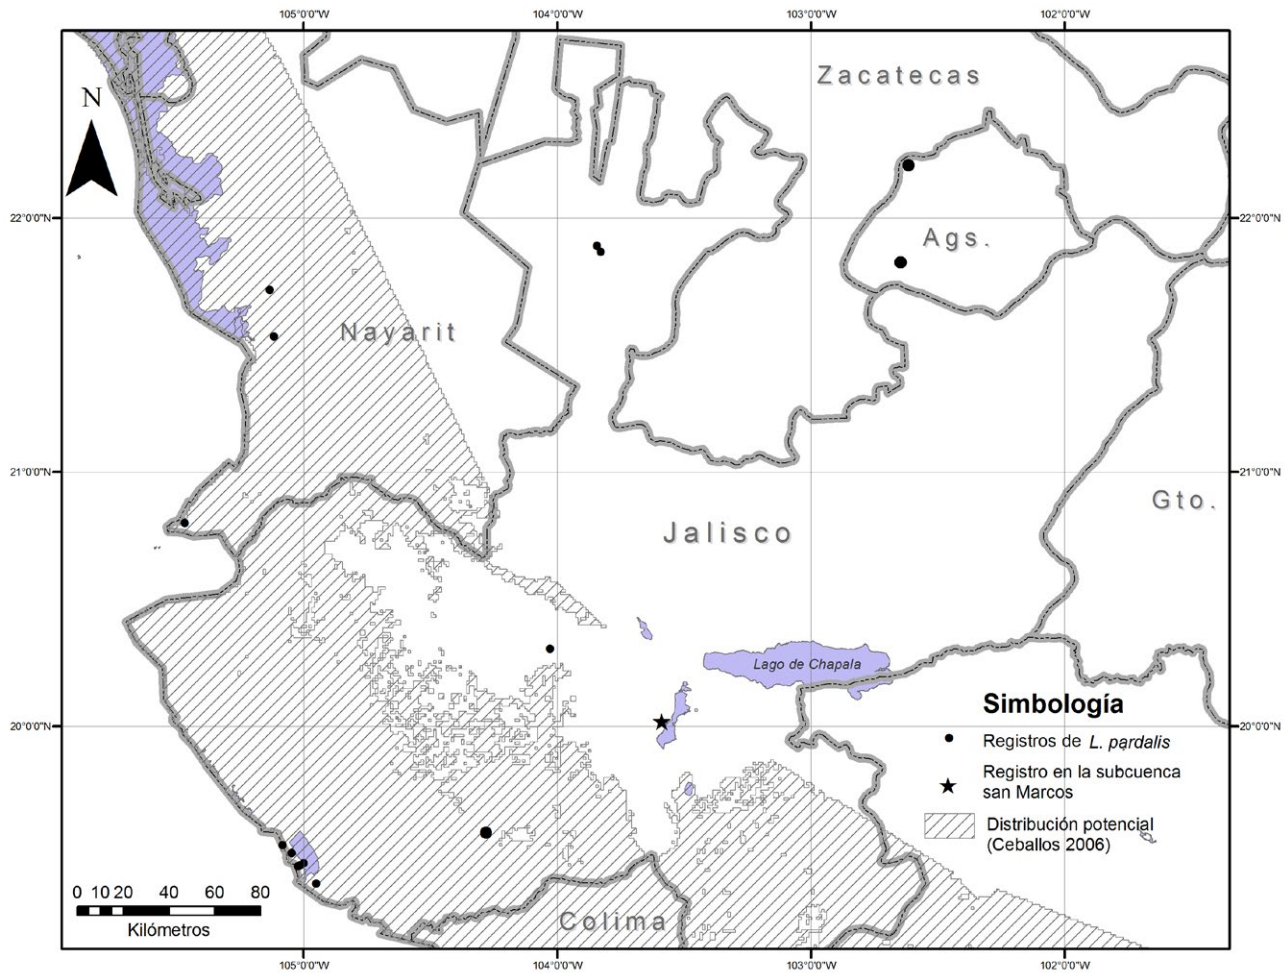 105°0'0"W 104°0'0"W 103°0'0"W 102°0'0"W
Zacatecas
N
22°0'0"N 22°0'0"N
Ags.
Nayarit
21°0'0"N 21°0'0"N
Gto.
Jalisco
Lago de Chapala
Simbología
20°0'0"N 20°0'0"N
Registros de L. pardalis
Registro en la subcuenca
san Marcos
Distribución potencial
(Ceballos 2006)
0 10 20 40 60 80
Kilómetros
Colima
105°0'0"W 104°0'0"W 103°0'0"W 102°0'0"W